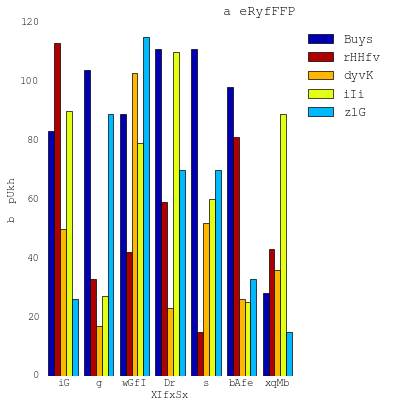 a eRyfFFP
120
100
80
60
40
20
0
b pUkh
iG g wGfI Dr s bAfe xqMb
XIfxSx
Buys
rHHfv
dyvK
iIi
zlG